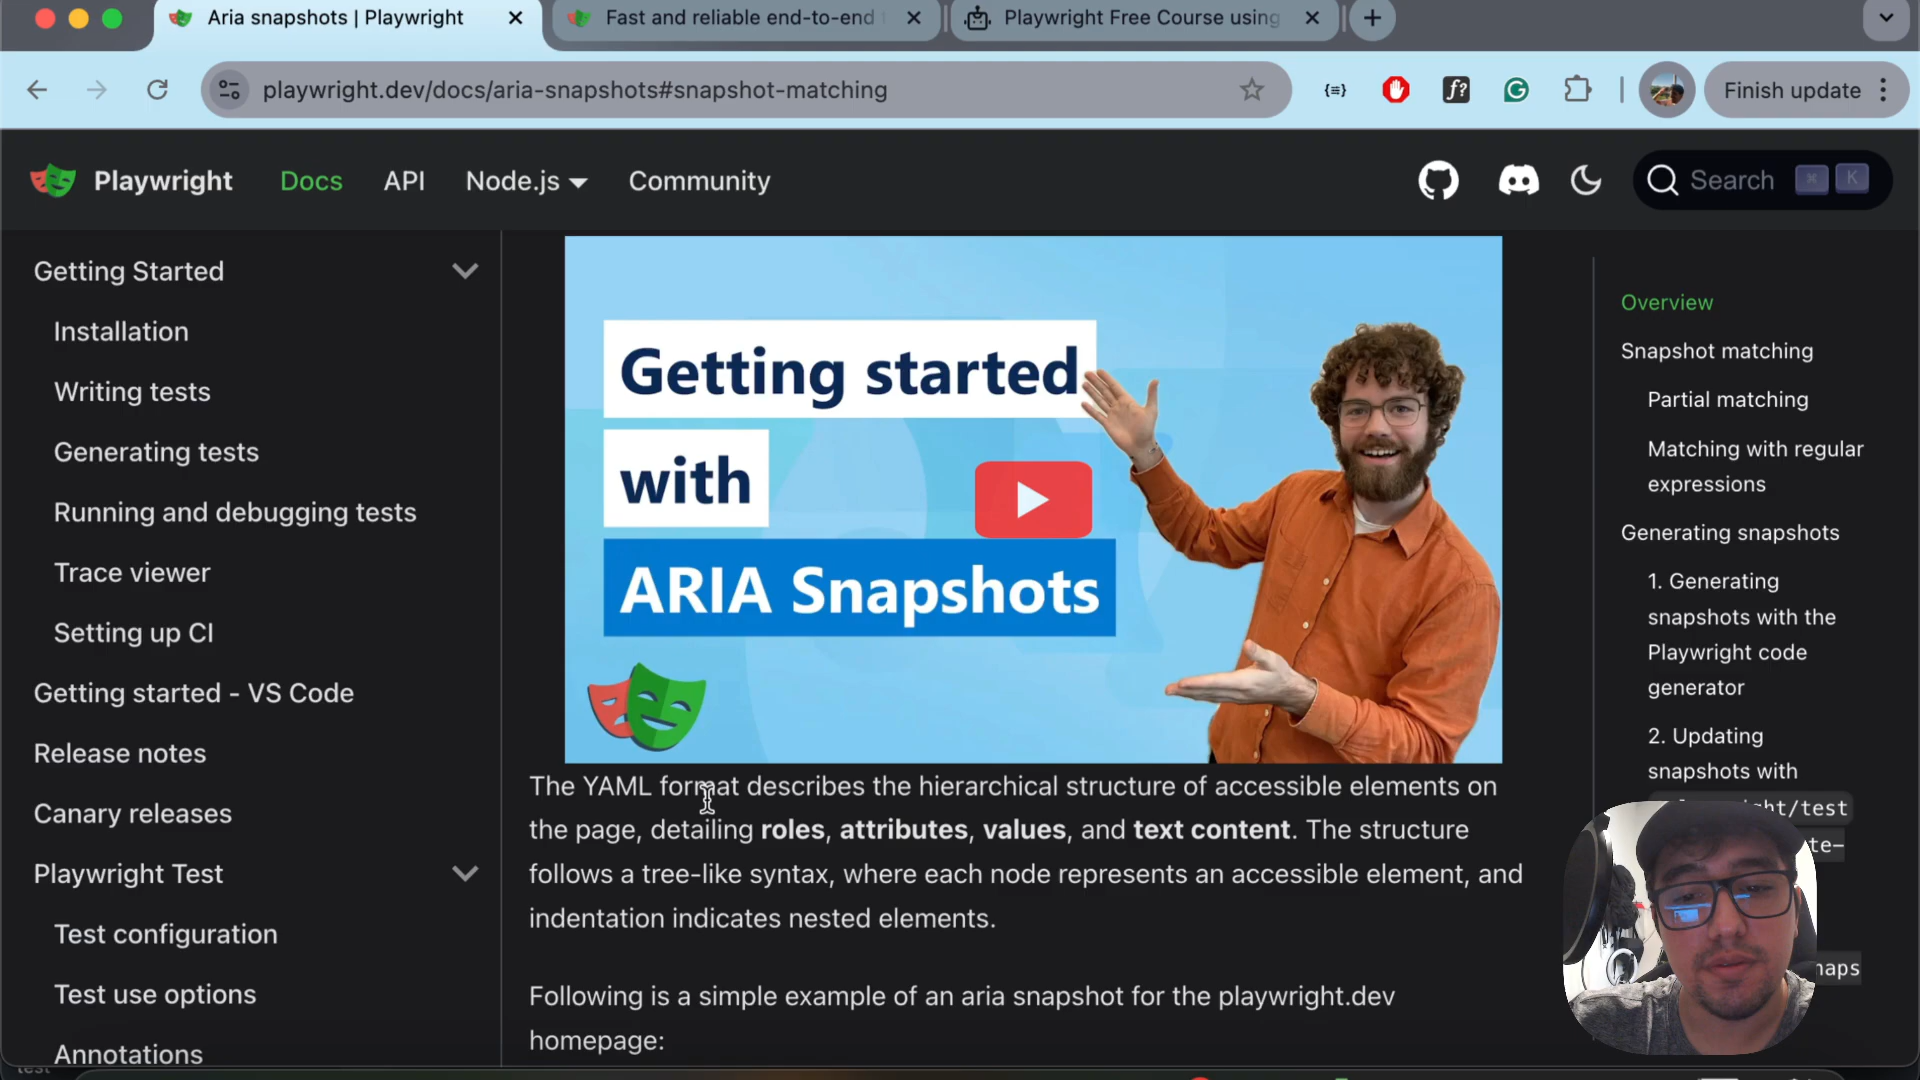 Aria snapshots | Playwright
Fast and reliable end-to-end
Playwright Free Course using
playwright.dev/docs/aria-snapshots#snapshot-matching
Finish update
Playwright
Docs
API
Node.js
Community
Search
K
Getting Started
Installation
Writing tests
Generating tests
Running and debugging tests
Trace viewer
Setting up CI
Getting started - VS Code
Release notes
Canary releases
Playwright Test
Test configuration
Test use options
Annotations
Getting started
with
ARIA Snapshots
The YAML format describes the hierarchical structure of accessible elements on
the page, detailing roles, attributes, values, and text content. The structure
follows a tree-like syntax, where each node represents an accessible element, and
indentation indicates nested elements.
Following is a simple example of an aria snapshot for the playwright.dev
homepage:
Overview
Snapshot matching
Partial matching
Matching with regular
expressions
Generating snapshots
1. Generating
snapshots with the
Playwright code
generator
2. Updating
snapshots with
ht/test
te-
naps